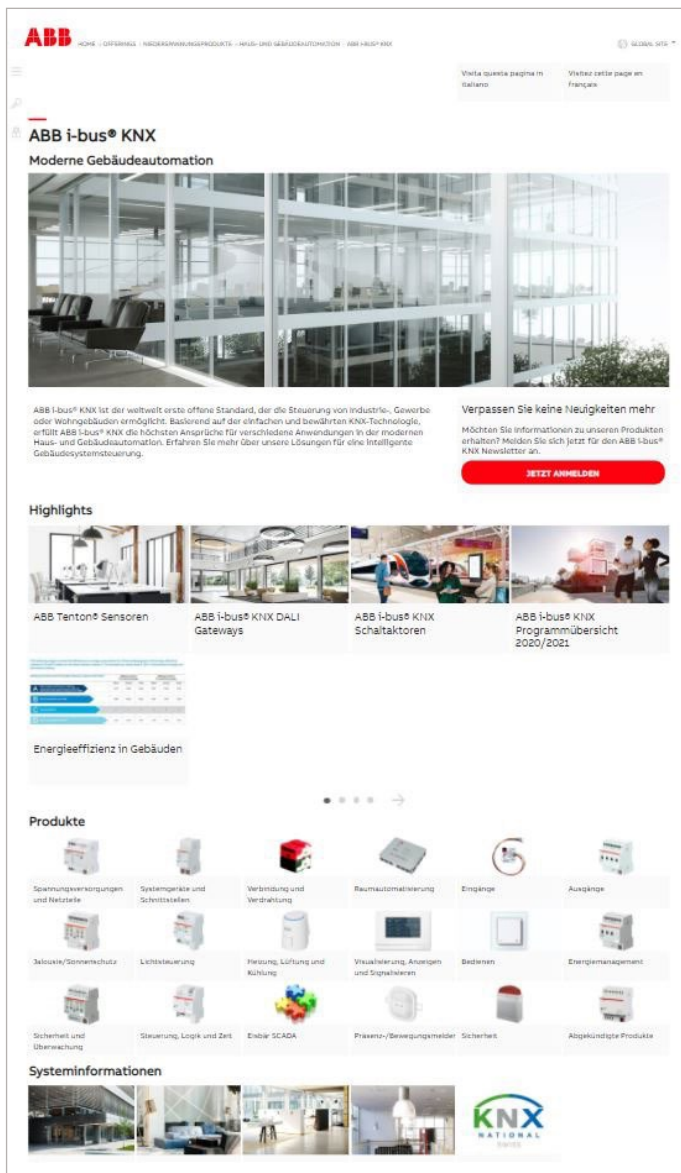 ABB
HOME › OFFERINGS › NIEDERSPANNUNGSPRODUKTE › HAUS- UND GEBÄUDEAUTOMATION › ABB I-BUS® KNX
GLOBAL SITE
Visita questa pagina in
italiano
Visitez cette page en
français
ABB i-bus® KNX
Moderne Gebäudeautomation
ABB i-bus® KNX ist der weltweit erste offene Standard, der die Steuerung von Industrie-, Gewerbe
oder Wohngebäuden ermöglicht. Basierend auf der einfachen und bewährten KNX-Technologie,
erfüllt ABB i-bus® KNX die höchsten Ansprüche für verschiedene Anwendungen in der modernen
Haus- und Gebäudeautomation. Erfahren Sie mehr über unsere Lösungen für eine intelligente
Gebäudesystemsteuerung.
Verpassen Sie keine Neuigkeiten mehr
Möchten Sie Informationen zu unseren Produkten
erhalten? Melden Sie sich jetzt für den ABB i-bus®
KNX Newsletter an.
JETZT ANMELDEN
Highlights
ABB Tenton® Sensoren
ABB i-bus® KNX DALI
Gateways
ABB i-bus® KNX
Schaltaktoren
ABB i-bus® KNX
Programmübersicht
2020/2021
Energieeffizienz in Gebäuden
Produkte
Spannungsversorgungen
und Netzteile
Systemgeräte und
Schnittstellen
Verbindung und
Verdrahtung
Raumautomatisierung
Eingänge
Ausgänge
Jalousie/Sonnenschutz
Lichtsteuerung
Heizung, Lüftung und
Kühlung
Visualisierung, Anzeigen
und Signalisieren
Bedienen
Energiemanagement
Sicherheit und
Überwachung
Steuerung, Logik und Zeit
Eisbär SCADA
Präsenz-/Bewegungsmelder
Sicherheit
Abgekündigte Produkte
Systeminformationen
KNX
NATIONAL
SWISS